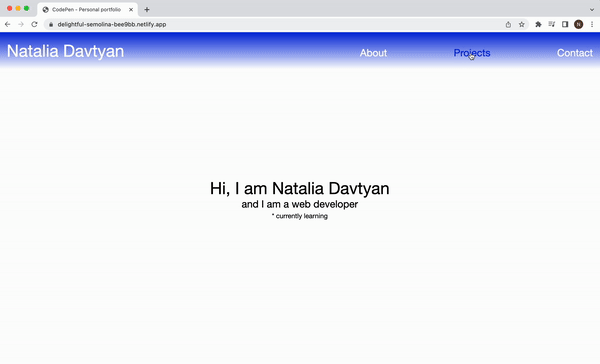 CodePen - Personal portfolio
delightful-semolina-bee9bb.netlify.app
N
Natalia Davtyan
About
Projects
Contact
Hi, I am Natalia Davtyan
and I am a web developer
* currently learning